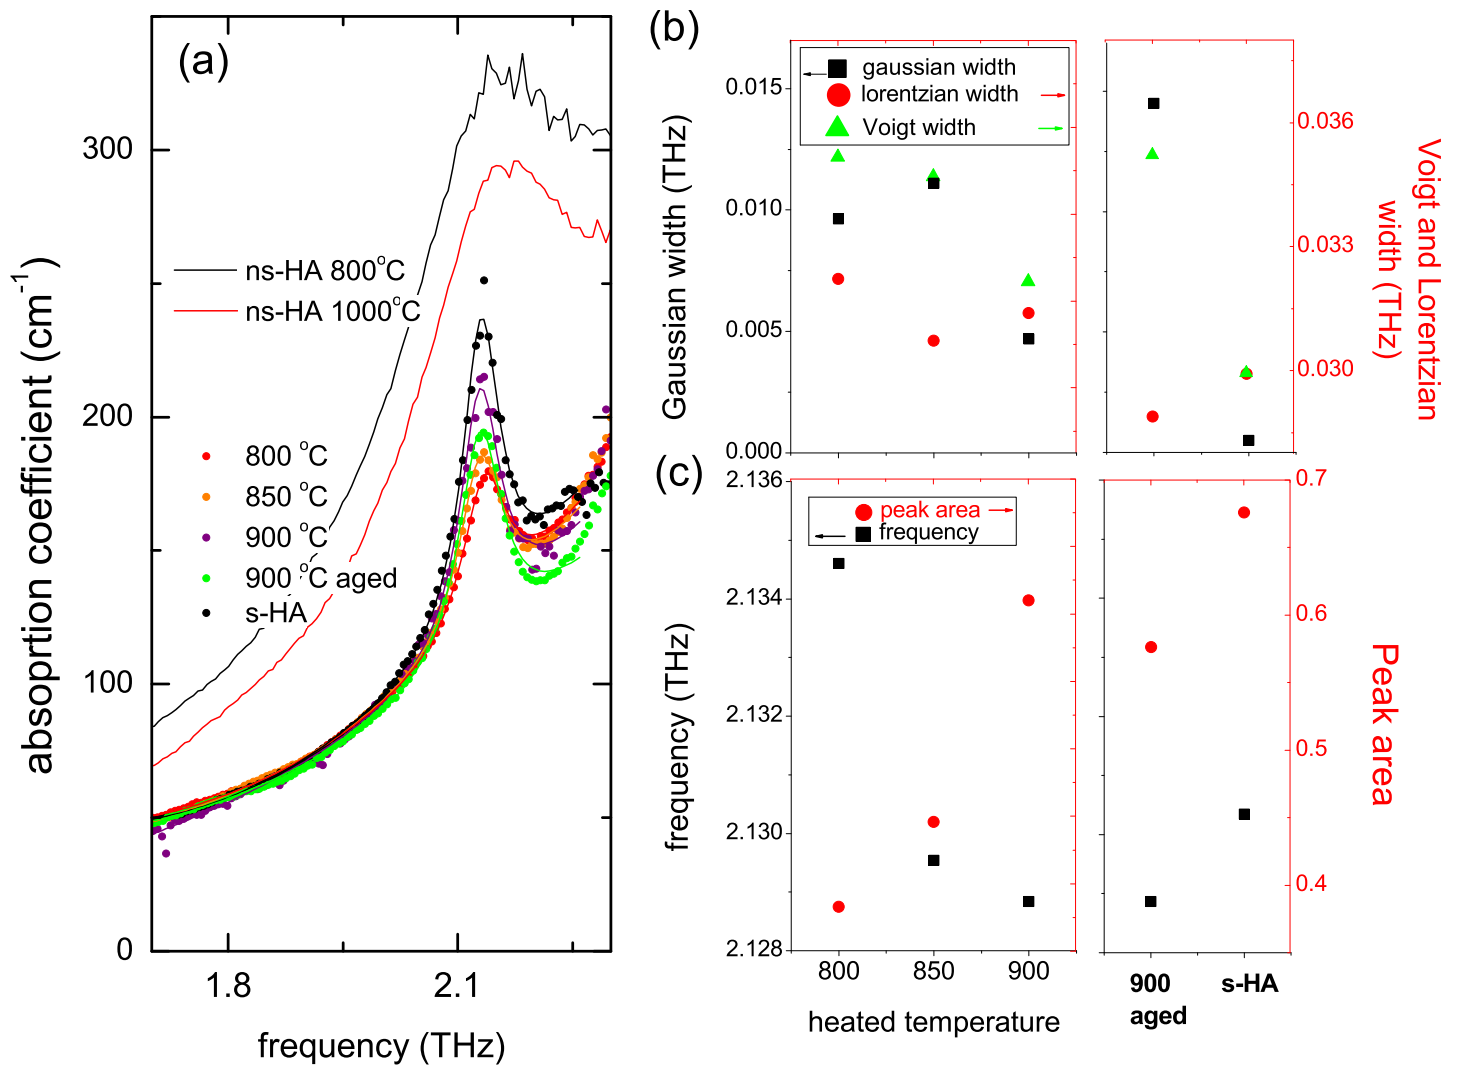 (a)
300
200
100
0
1.8
2.1
absoprtion coefficient (cm⁻¹)
frequency (THz)
ns-HA 800°C
ns-HA 1000°C
800 °C
850 °C
900 °C
900 °C aged
s-HA
(b)
gaussian width
lorentzian width
Voigt width
0.015
0.010
0.005
0.000
Gaussian width (THz)
0.036
0.033
0.030
Voigt and Lorentzian
width (THz)
(c)
peak area
frequency
2.136
2.134
2.132
2.130
2.128
frequency (THz)
800
850
900
heated temperature
0.7
0.6
0.5
0.4
Peak area
900
aged
s-HA